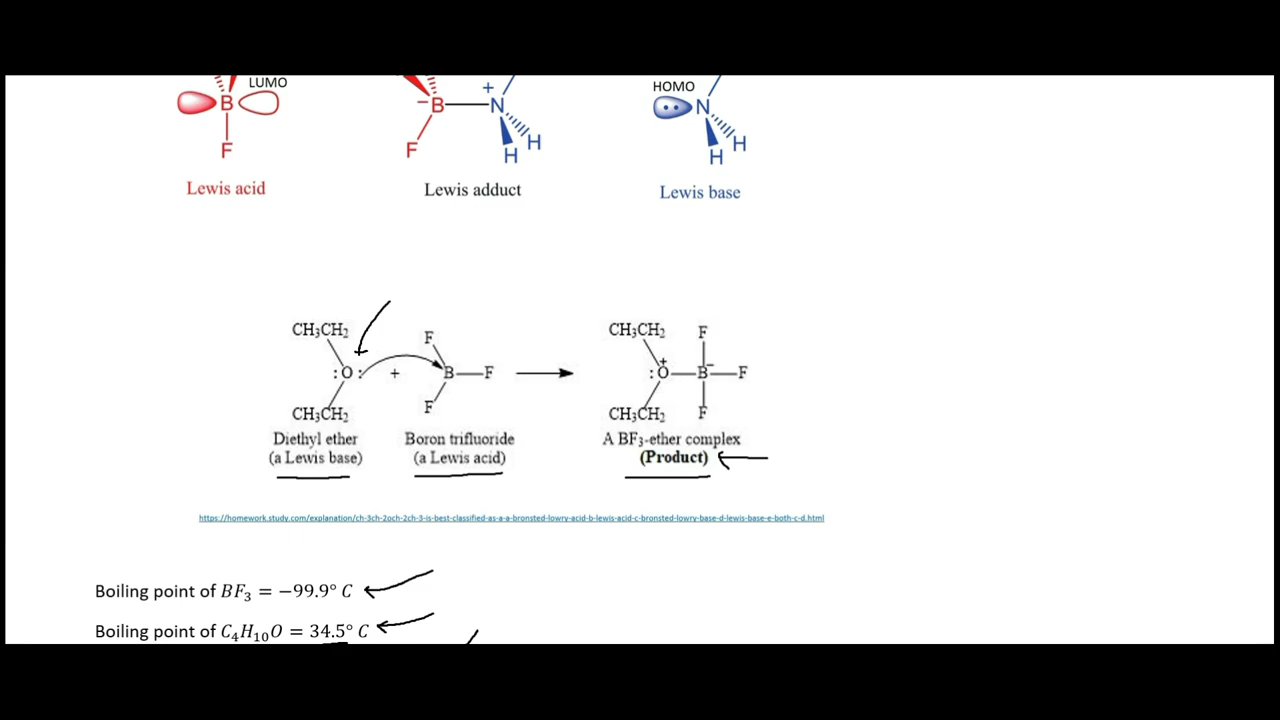 LUMO
HOMO
B
− B
+ N
N
F
F
H
H
H
H
Lewis acid
Lewis adduct
Lewis base
CH₃CH₂
F
CH₃CH₂
F
:O:
+
B
F
:O
+
B
−
F
CH₃CH₂
F
CH₃CH₂
F
Diethyl ether
(a Lewis base)
Boron trifluoride
(a Lewis acid)
A BF₃-ether complex
(Product)
https://homework.study.com/explanation/ch-3ch-2och-2ch-3-is-best-classified-as-a-a-bronsted-lowry-acid-b-lewis-acid-c-bronsted-lowry-base-d-lewis-base-e-both-c-d.html
Boiling point of BF₃ = −99.9° C
Boiling point of C₄H₁₀O = 34.5° C